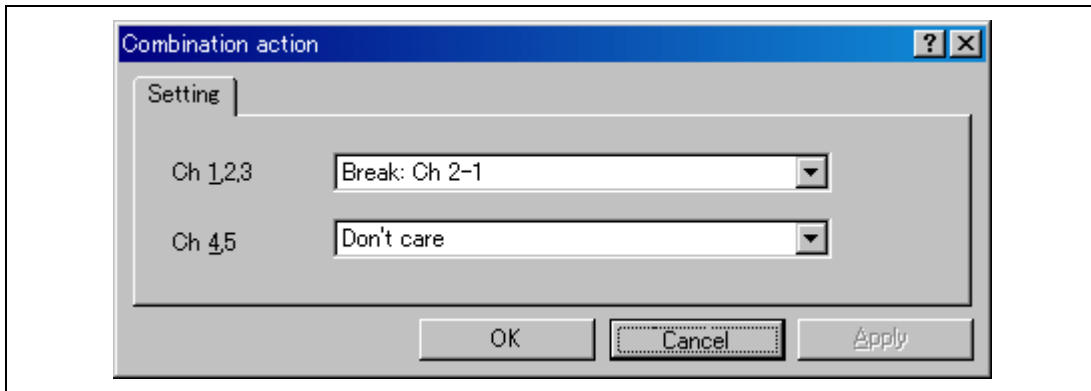 Combination action
Setting
Ch 1,2,3
Break: Ch 2-1
Ch 4,5
Don't care
OK
Cancel
Apply